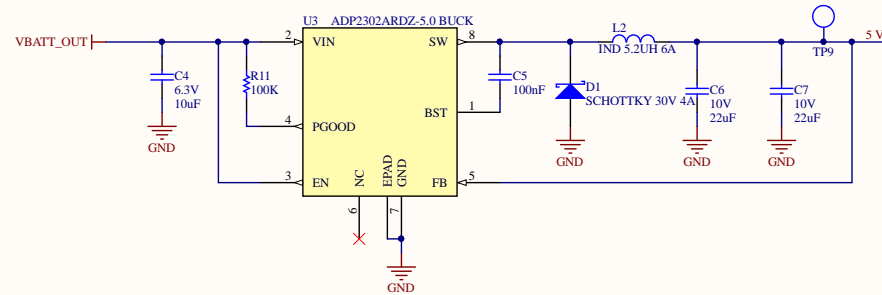 U3 ADP2302ARDZ-5.0 BUCK
VBATT_OUT
2
VIN
SW
8
L2
IND 5.2UH 6A
TP9
5 V
C4
6.3V
10uF
R11
100K
C5
100nF
D1
SCHOTTKY 30V 4A
C6
10V
22uF
C7
10V
22uF
4
PGOOD
BST
1
GND
GND
GND
GND
3
EN
NC
EPAD
GND
FB
5
6
7
GND